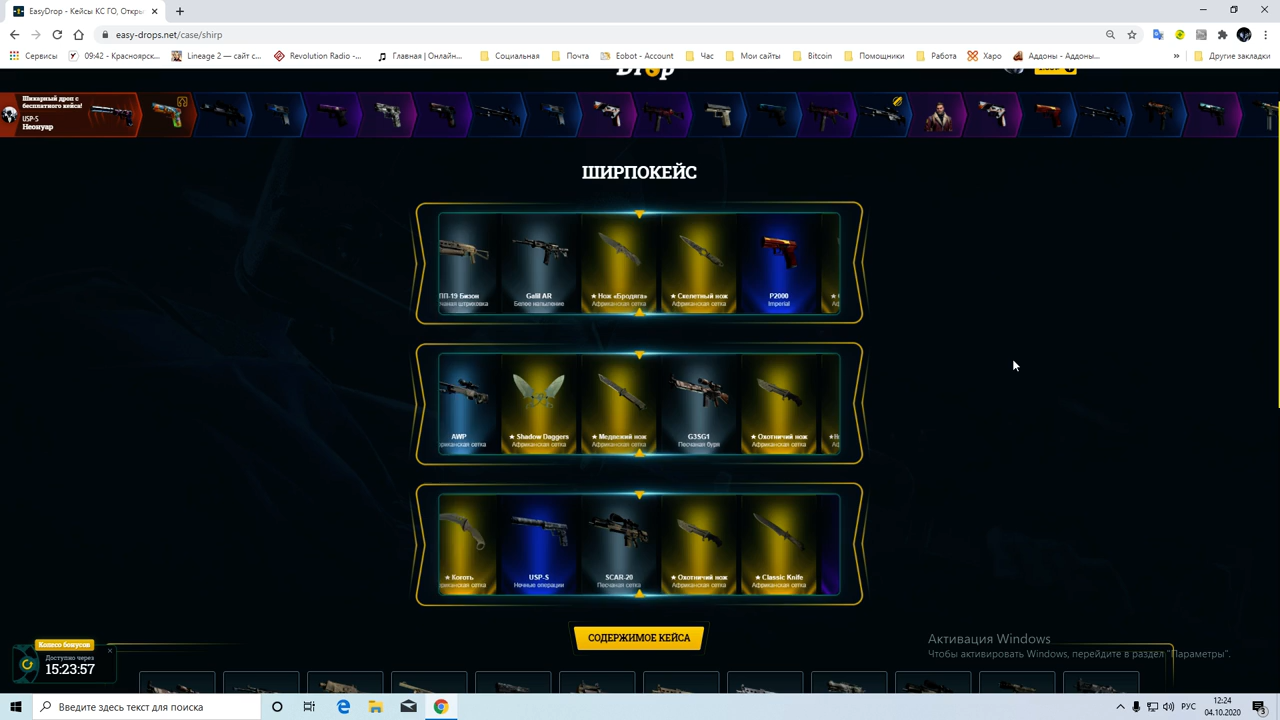 EasyDrop - Кейсы КС ГО, Откры
easy-drops.net/case/shirp
Сервисы
09:42 - Красноярск...
Lineage 2 — сайт с...
Revolution Radio -...
Главная | Онлайн...
Социальная
Почта
Eobot - Account
Час
Мои сайты
Bitcoin
Помощники
Работа
Харо
Аддоны - Аддоны...
Другие закладки
Drop
Шикарный дроп с
бесплатного кейса!
USP-S
Неонуар
ШИРПОКЕЙС
ПП-19 Бизон
Galil AR
Белое напыление
★ Нож «Бродяга»
Африканская сетка
★ Скелетный нож
Африканская сетка
P2000
Imperial
AWP
★ Shadow Daggers
Африканская сетка
★ Медвежий нож
Африканская сетка
G3SG1
Песчаная буря
★ Охотничий нож
Африканская сетка
★ Коготь
USP-S
Ночные операции
SCAR-20
Песчаная сетка
★ Охотничий нож
Африканская сетка
★ Classic Knife
Африканская сетка
СОДЕРЖИМОЕ КЕЙСА
Колесо бонусов
Доступно через
15:23:57
Активация Windows
Чтобы активировать Windows, перейдите в раздел "Параметры".
Введите здесь текст для поиска
РУС
12:24
04.10.2020
3